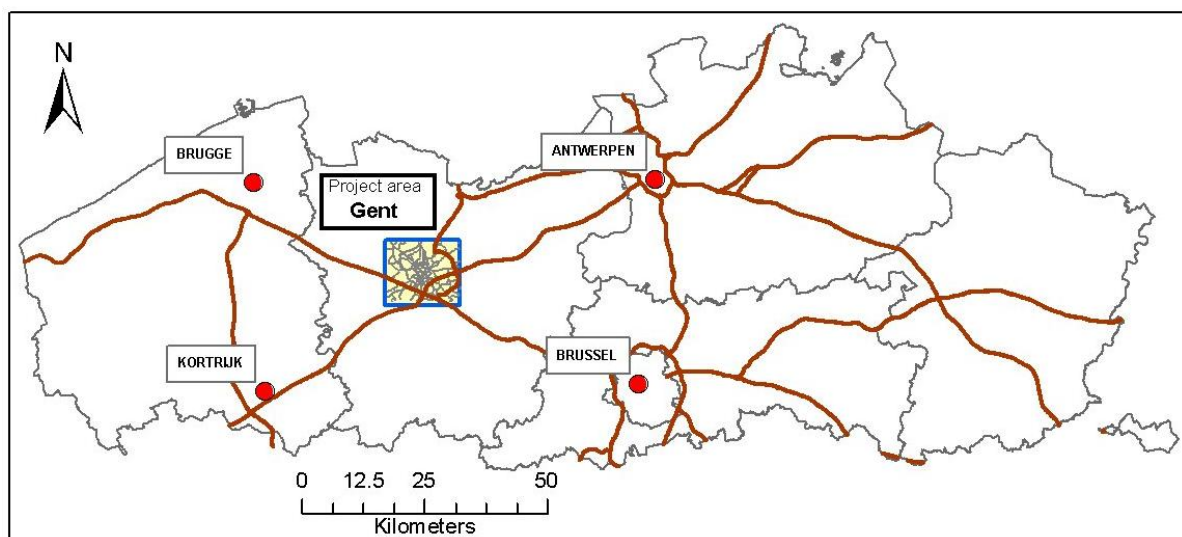 N
BRUGGE
ANTWERPEN
Project area
Gent
KORTRIJK
BRUSSEL
0 12.5 25 50
Kilometers